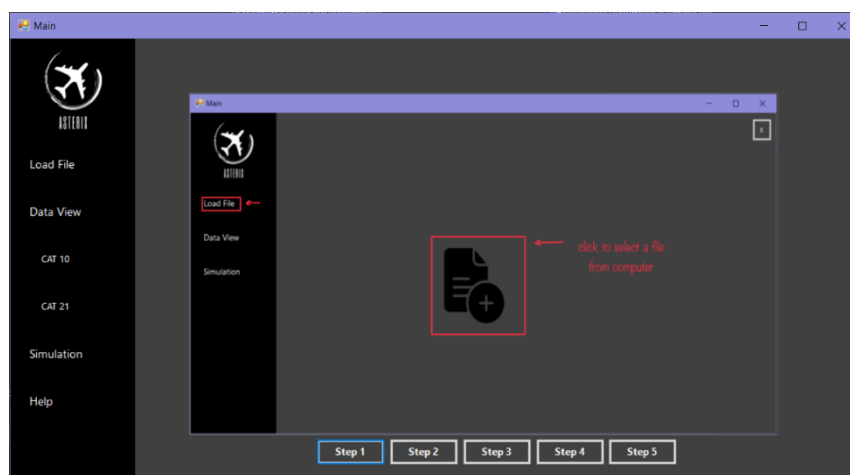 Main
ASTERIX
Load File
Data View
CAT 10
CAT 21
Simulation
Help
Main
x
ASTERIX
Load File
Data View
Simulation
click to select a file
from computer
Step 1 Step 2 Step 3 Step 4 Step 5